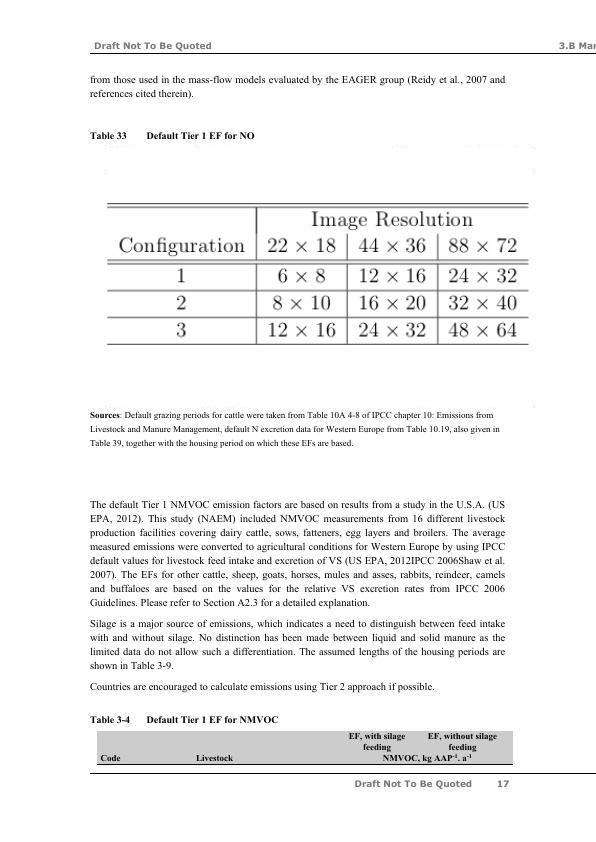 Draft Not To Be Quoted 3.B Mar
from those used in the mass-flow models evaluated by the EAGER group (Reidy et al., 2007 and
references cited therein).
Table 33 Default Tier 1 EF for NO
Image Resolution
Configuration 22 × 18 44 × 36 88 × 72
1 6 × 8 12 × 16 24 × 32
2 8 × 10 16 × 20 32 × 40
3 12 × 16 24 × 32 48 × 64
Sources: Default grazing periods for cattle were taken from Table 10A 4-8 of IPCC chapter 10: Emissions from
Livestock and Manure Management, default N excretion data for Western Europe from Table 10.19, also given in
Table 39, together with the housing period on which these EFs are based.
The default Tier 1 NMVOC emission factors are based on results from a study in the U.S.A. (US
EPA, 2012). This study (NAEM) included NMVOC measurements from 16 different livestock
production facilities covering dairy cattle, sows, fatteners, egg layers and broilers. The average
measured emissions were converted to agricultural conditions for Western Europe by using IPCC
default values for livestock feed intake and excretion of VS (US EPA, 2012IPCC 2006Shaw et al.
2007). The EFs for other cattle, sheep, goats, horses, mules and asses, rabbits, reindeer, camels
and buffaloes are based on the values for the relative VS excretion rates from IPCC 2006
Guidelines. Please refer to Section A2.3 for a detailed explanation.
Silage is a major source of emissions, which indicates a need to distinguish between feed intake
with and without silage. No distinction has been made between liquid and solid manure as the
limited data do not allow such a differentiation. The assumed lengths of the housing periods are
shown in Table 3-9.
Countries are encouraged to calculate emissions using Tier 2 approach if possible.
Table 3-4 Default Tier 1 EF for NMVOC
EF, with silage EF, without silage
feeding feeding
Code Livestock NMVOC, kg AAP⁻¹. a⁻¹
Draft Not To Be Quoted 17